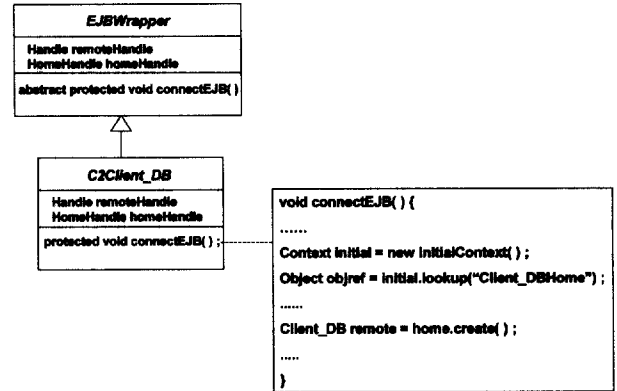 EJBWrapper
Handle remoteHandle
HomeHandle homeHandle
abstract protected void connectEJB( )
C2Client_DB
Handle remoteHandle
HomeHandle homeHandle
protected void connectEJB( ) ;
void connectEJB( ) {
......
Context initial = new InitialContext( ) ;
Object objref = initial.lookup(“Client_DBHome”) ;
......
Client_DB remote = home.create( ) ;
.....
}